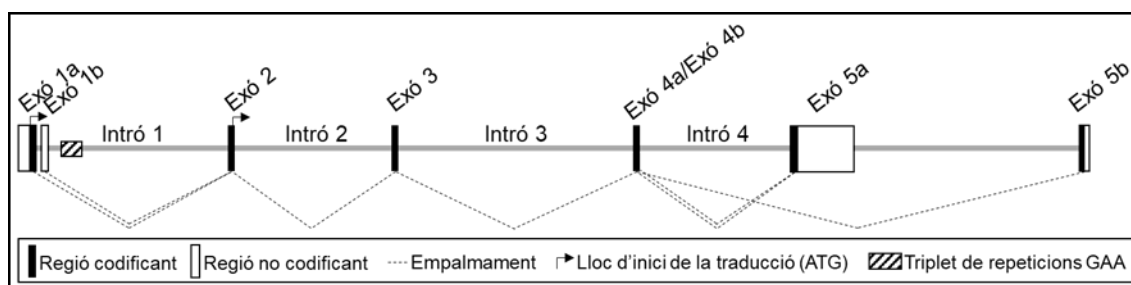 Exó 1a
Exó 1b
Exó 2
Exó 3
Exó 4a/Exó 4b
Exó 5a
Exó 5b
Intró 1
Intró 2
Intró 3
Intró 4
Regió codificant
Regió no codificant
Empalmament
Lloc d'inici de la traducció (ATG)
Triplet de repeticions GAA